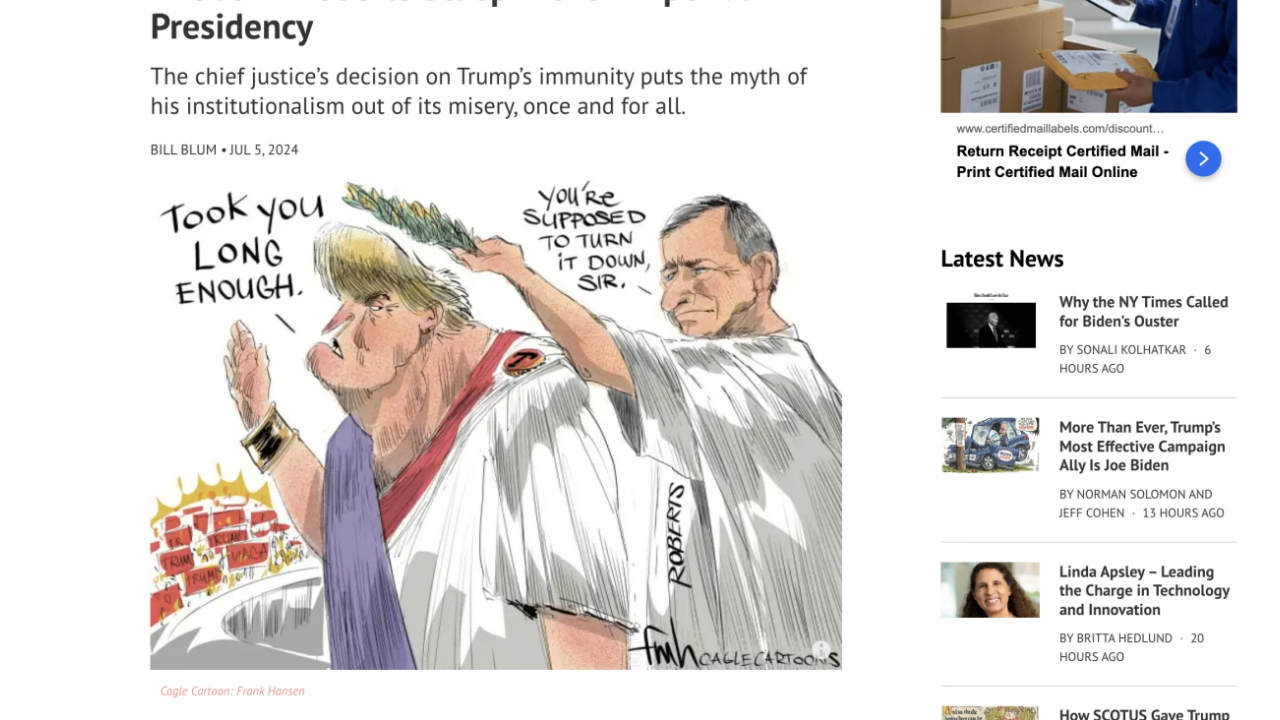 Presidency
The chief justice's decision on Trump's immunity puts the myth of
his institutionalism out of its misery, once and for all.
BILL BLUM • JUL 5, 2024
TOOK YOU
LONG
ENOUGH.
YOU'RE
SUPPOSED
TO TURN
IT DOWN,
SIR.
TRUMP
MAGA
TRUMP
TRUMP
ROBERTS
fmh CAGLECARTOONS
Cagle Cartoon: Frank Hansen
www.certifiedmaillabels.com/discount...
Return Receipt Certified Mail -
Print Certified Mail Online
Latest News
Why the NY Times Called
for Biden's Ouster
BY SONALI KOLHATKAR · 6
HOURS AGO
More Than Ever, Trump's
Most Effective Campaign
Ally Is Joe Biden
BY NORMAN SOLOMON AND
JEFF COHEN · 13 HOURS AGO
Linda Apsley – Leading
the Charge in Technology
and Innovation
BY BRITTA HEDLUND · 20
HOURS AGO
How SCOTUS Gave Trump